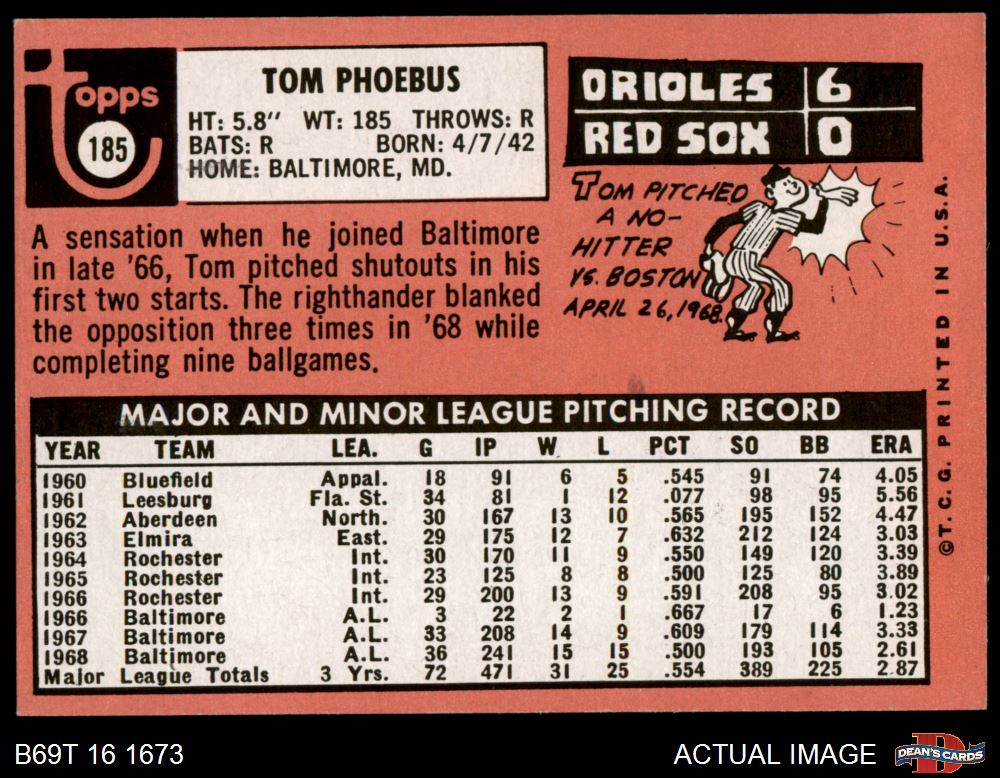 Topps
185
TOM PHOEBUS
HT: 5.8" WT: 185 THROWS: R
BATS: R BORN: 4/7/42
HOME: BALTIMORE, MD.
A sensation when he joined Baltimore
in late '66, Tom pitched shutouts in his
first two starts. The righthander blanked
the opposition three times in '68 while
completing nine ballgames.
ORIOLES 6
RED SOX 0
TOM PITCHED
A NO-
HITTER
VS. BOSTON
APRIL 26, 1968.
MAJOR AND MINOR LEAGUE PITCHING RECORD
YEAR TEAM LEA. G IP W L PCT SO BB ERA
1960 Bluefield Appal. 18 91 6 5 .545 91 74 4.05
1961 Leesburg Fla. St. 34 81 1 12 .077 98 95 5.56
1962 Aberdeen North. 30 167 13 10 .565 195 152 4.47
1963 Elmira East. 29 175 12 7 .632 212 124 3.03
1964 Rochester Int. 30 170 11 9 .550 149 120 3.39
1965 Rochester Int. 23 125 8 8 .500 125 80 3.89
1966 Rochester Int. 29 200 13 9 .591 208 95 3.02
1966 Baltimore A.L. 3 22 2 1 .667 17 6 1.23
1967 Baltimore A.L. 33 208 14 9 .609 179 114 3.33
1968 Baltimore A.L. 36 241 15 15 .500 193 105 2.61
Major League Totals 3 Yrs. 72 471 31 25 .554 389 225 2.87
©T.C.G. PRINTED IN U.S.A.
B69T 16 1673
ACTUAL IMAGE
DEAN'S CARDS